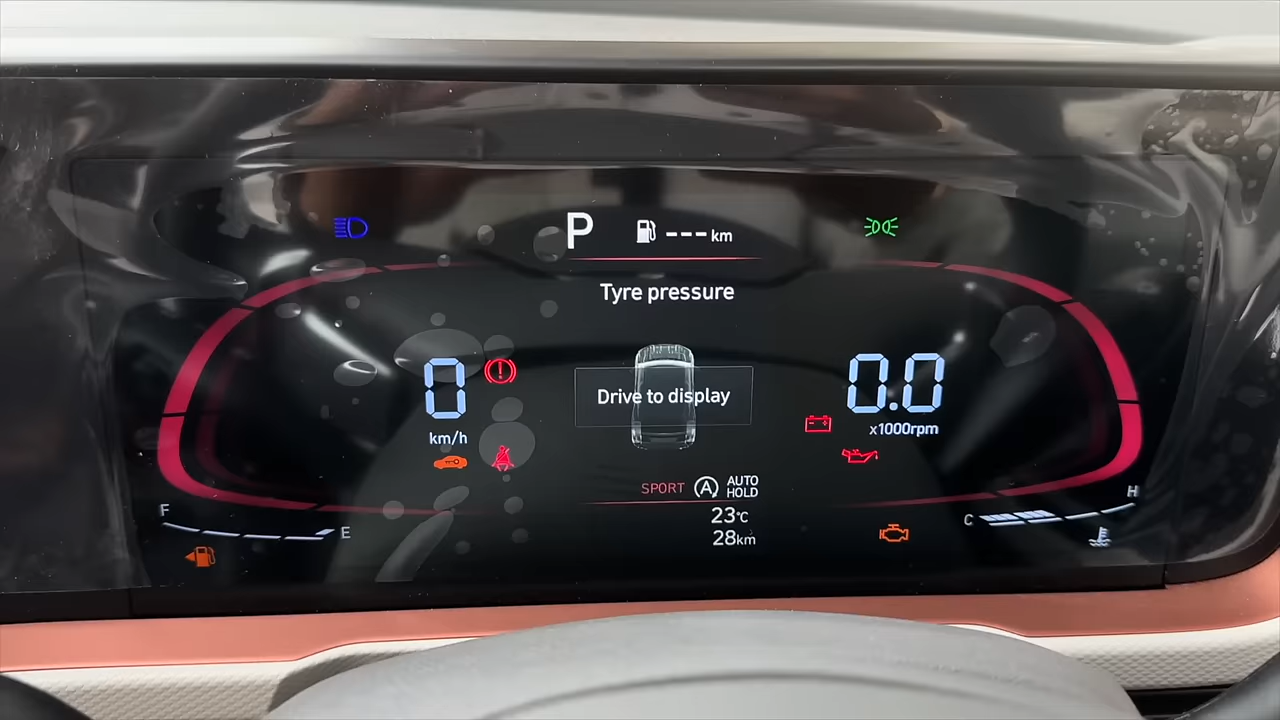 P
--- km
Tyre pressure
Drive to display
0
km/h
0.0
x1000rpm
SPORT
A
AUTO
HOLD
F
E
C
H
23°C
28km